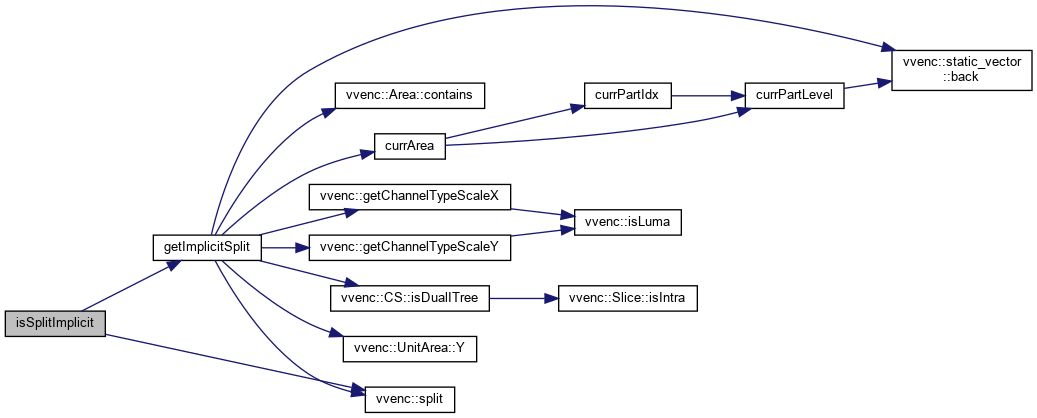 vvenc::static_vector
::back
vvenc::Area::contains
currPartIdx
currPartLevel
currArea
vvenc::getChannelTypeScaleX
vvenc::isLuma
getImplicitSplit
vvenc::getChannelTypeScaleY
vvenc::CS::isDualITree
vvenc::Slice::isIntra
isSplitImplicit
vvenc::UnitArea::Y
vvenc::split